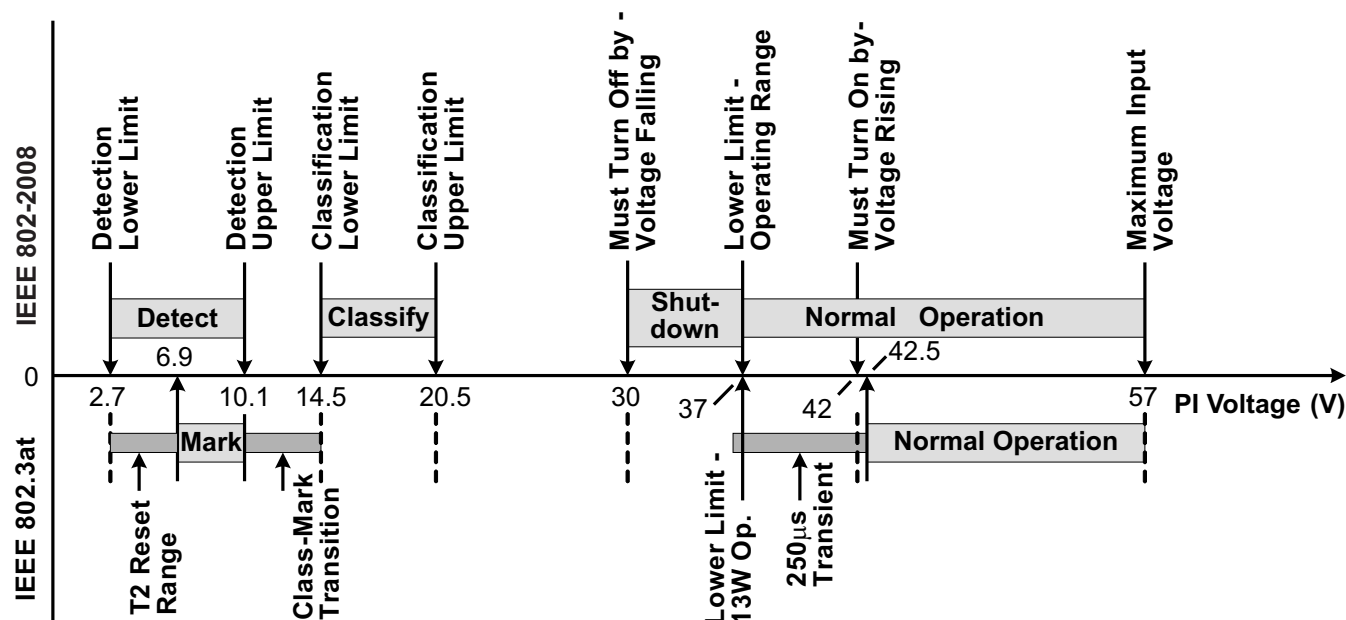 IEEE 802-2008
Detection
Lower Limit
Detection
Upper Limit
Classification
Lower Limit
Classification
Upper Limit
Must Turn Off by -
Voltage Falling
Lower Limit -
Operating Range
Must Turn On by-
Voltage Rising
Maximum Input
Voltage
Detect
Classify
Shut-
down
Normal Operation
6.9
42.5
0
2.7
10.1
14.5
20.5
30
37
42
57
PI Voltage (V)
IEEE 802.3at
Mark
Normal Operation
T2 Reset
Range
Class-Mark
Transition
Lower Limit -
13W Op.
250μs
Transient